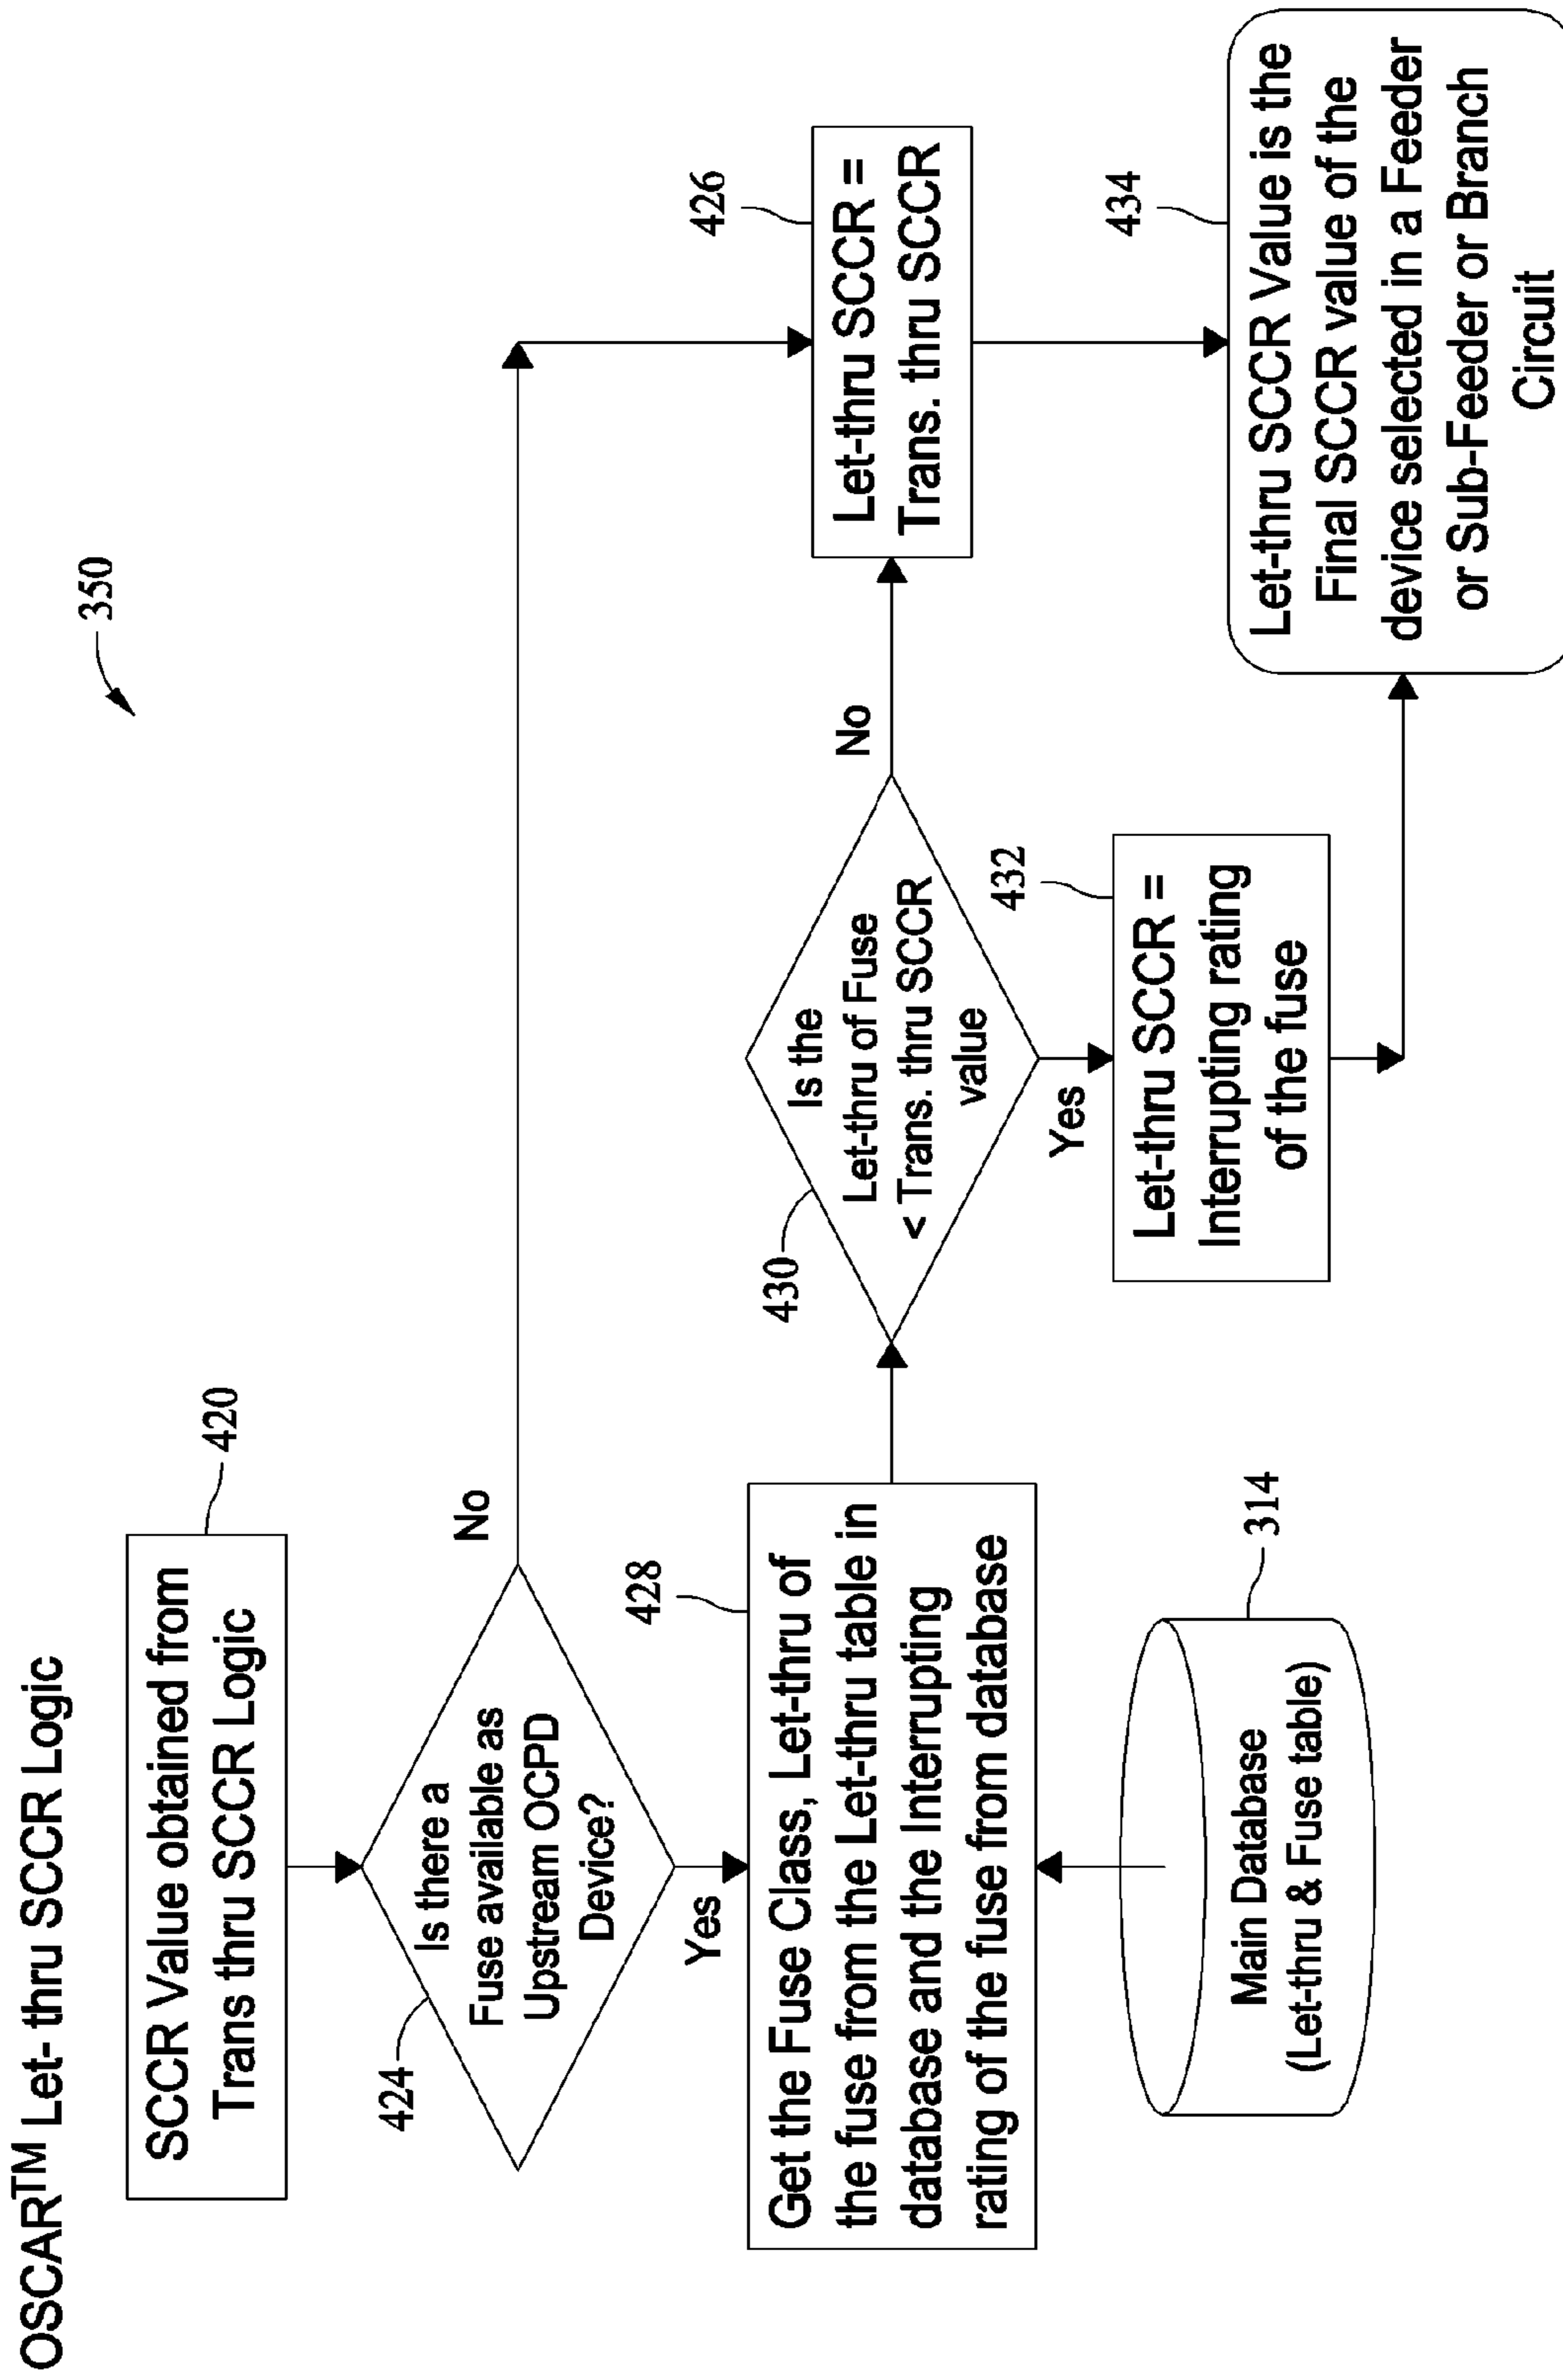 OSCAR™ Let- thru SCCR Logic
350
SCCR Value obtained from
Trans thru SCCR Logic
420
Is there a
Fuse available as
Upstream OCPD
Device?
424
No
Yes
Get the Fuse Class, Let-thru of
the fuse from the Let-thru table in
database and the Interrupting
rating of the fuse from database
428
Main Database
(Let-thru & Fuse table)
314
Is the
Let-thru of Fuse
< Trans. thru SCCR
value
430
No
Yes
Let-thru SCCR =
Trans. thru SCCR
426
Let-thru SCCR =
Interrupting rating
of the fuse
432
Let-thru SCCR Value is the
Final SCCR value of the
device selected in a Feeder
or Sub-Feeder or Branch
Circuit
434